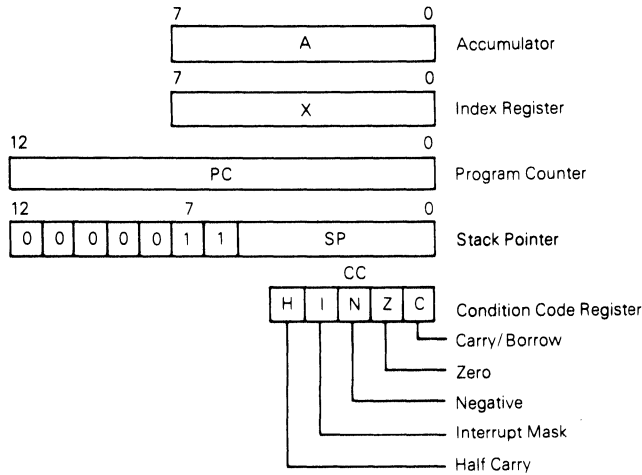 7 0
A Accumulator
7 0
X Index Register
12 0
PC Program Counter
12 7 0
0 0 0 0 0 1 1 SP Stack Pointer
CC
H I N Z C Condition Code Register
Carry/Borrow
Zero
Negative
Interrupt Mask
Half Carry